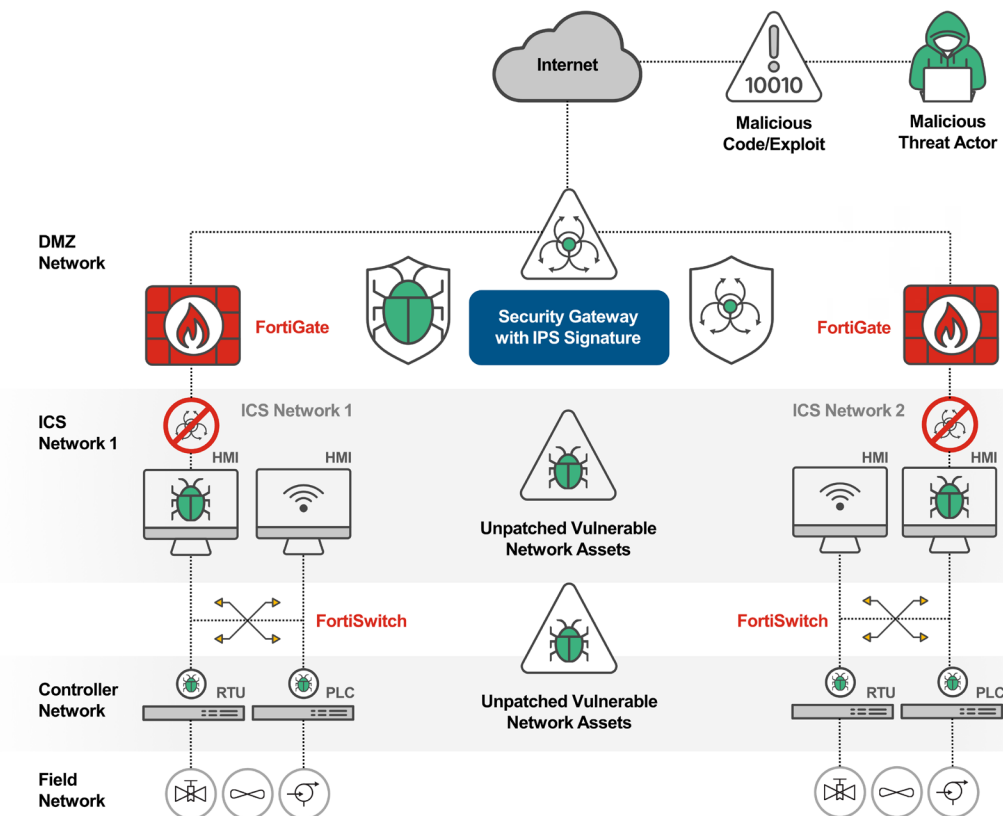 Internet
10010
Malicious
Code/Exploit
Malicious
Threat Actor
DMZ
Network
FortiGate
Security Gateway
with IPS Signature
FortiGate
ICS
Network 1
ICS Network 1
ICS Network 2
HMI
HMI
HMI
HMI
Unpatched Vulnerable
Network Assets
FortiSwitch
FortiSwitch
Controller
Network
RTU
PLC
Unpatched Vulnerable
Network Assets
RTU
PLC
Field
Network